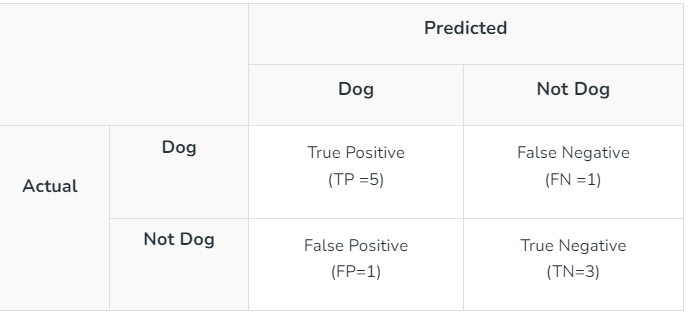 Predicted
Dog
Not Dog
Actual
Dog
True Positive
(TP =5)
False Negative
(FN =1)
Not Dog
False Positive
(FP=1)
True Negative
(TN=3)